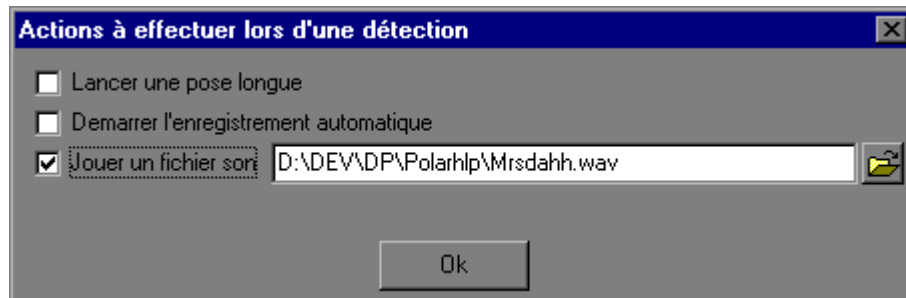 Actions à effectuer lors d'une détection
Lancer une pose longue
Demarrer l'enregistrement automatique
Jouer un fichier son D:\DEV\DP\Polarhlp\Mrsdahh.wav
Ok